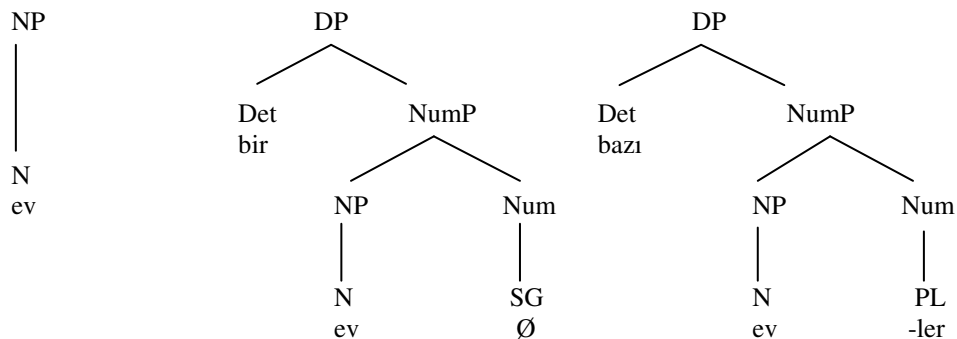 NP DP DP
Det NumP Det NumP
bir bazı
N
ev
NP Num NP Num
N SG N PL
ev Ø ev -ler